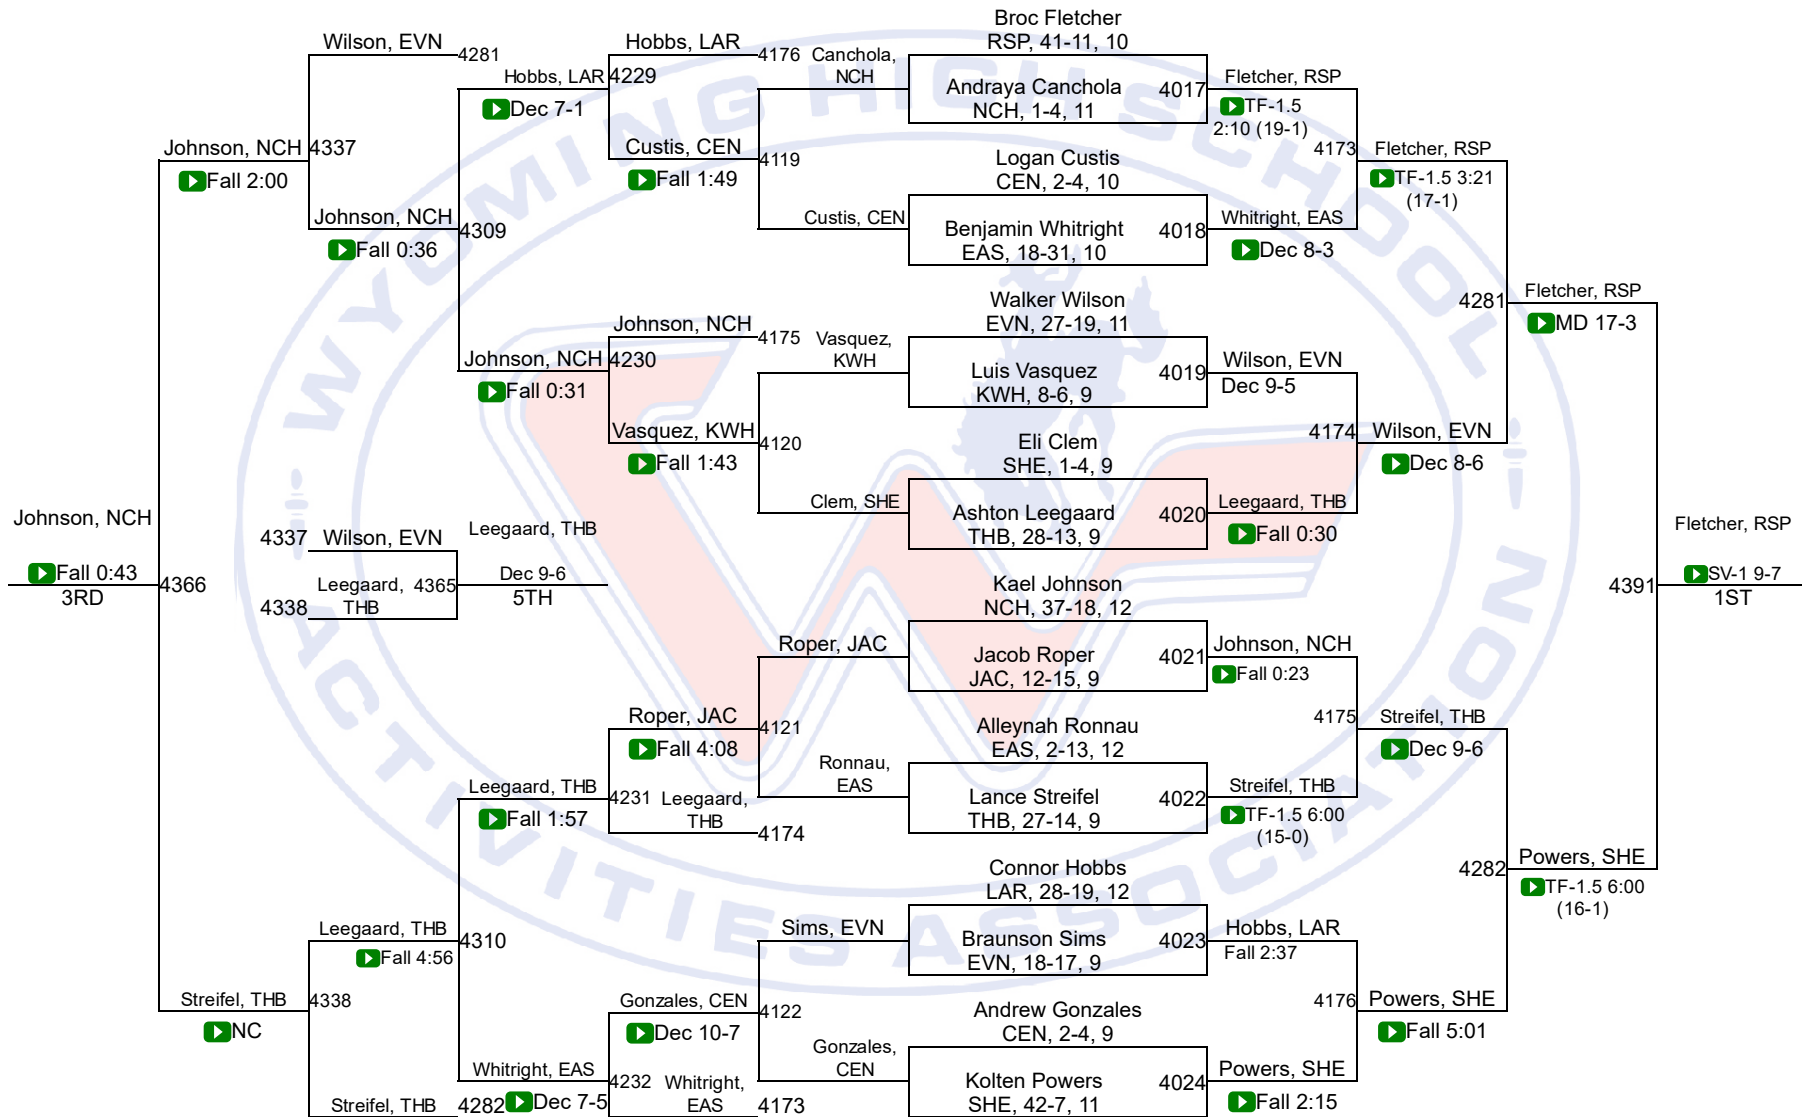 Broc Fletcher
RSP, 41-11, 10
Andraya Canchola
NCH, 1-4, 11
4017
Logan Custis
CEN, 2-4, 10
Benjamin Whitright
EAS, 18-31, 10
4018
Walker Wilson
EVN, 27-19, 11
Luis Vasquez
KWH, 8-6, 9
4019
Eli Clem
SHE, 1-4, 9
Ashton Leegaard
THB, 28-13, 9
4020
Kael Johnson
NCH, 37-18, 12
Jacob Roper
JAC, 12-15, 9
4021
Alleynah Ronnau
EAS, 2-13, 12
Lance Streifel
THB, 27-14, 9
4022
Connor Hobbs
LAR, 28-19, 12
Braunson Sims
EVN, 18-17, 9
4023
Andrew Gonzales
CEN, 2-4, 9
Kolten Powers
SHE, 42-7, 11
4024
Fletcher, RSP
TF-1.5
2:10 (19-1)
4173
Whitright, EAS
Dec 8-3
Wilson, EVN
Dec 9-5
4174
Leegaard, THB
Fall 0:30
Johnson, NCH
Fall 0:23
4175
Streifel, THB
TF-1.5 6:00
(15-0)
Hobbs, LAR
Fall 2:37
4176
Powers, SHE
Fall 2:15
Fletcher, RSP
TF-1.5 3:21
(17-1)
4281
Wilson, EVN
Dec 8-6
Streifel, THB
Dec 9-6
4282
Powers, SHE
Fall 5:01
Fletcher, RSP
MD 17-3
4391
Powers, SHE
TF-1.5 6:00
(16-1)
Fletcher, RSP
SV-1 9-7
1ST
Canchola,
NCH
4119
Custis, CEN
Vasquez,
KWH
4120
Clem, SHE
Roper, JAC
4121
Ronnau,
EAS
Sims, EVN
4122
Gonzales,
CEN
Hobbs, LAR
4176
4229
Custis, CEN
Fall 1:49
Johnson, NCH
4175
4230
Vasquez, KWH
Fall 1:43
Roper, JAC
Fall 4:08
4231
Leegaard,
THB
4174
Gonzales, CEN
Dec 10-7
4232
Whitright,
EAS
4173
Hobbs, LAR
Dec 7-1
4309
Johnson, NCH
Fall 0:31
Leegaard, THB
Fall 1:57
4310
Whitright, EAS
Dec 7-5
Wilson, EVN
4281
4337
Johnson, NCH
Fall 0:36
Leegaard, THB
Fall 4:56
4338
Streifel, THB
4282
Johnson, NCH
Fall 2:00
4366
Streifel, THB
NC
Johnson, NCH
Fall 0:43
3RD
4337
Wilson, EVN
4365
Leegaard,
THB
4338
Leegaard, THB
Dec 9-6
5TH
WYOMING HIGH SCHOOL
ACTIVITIES ASSOCIATION